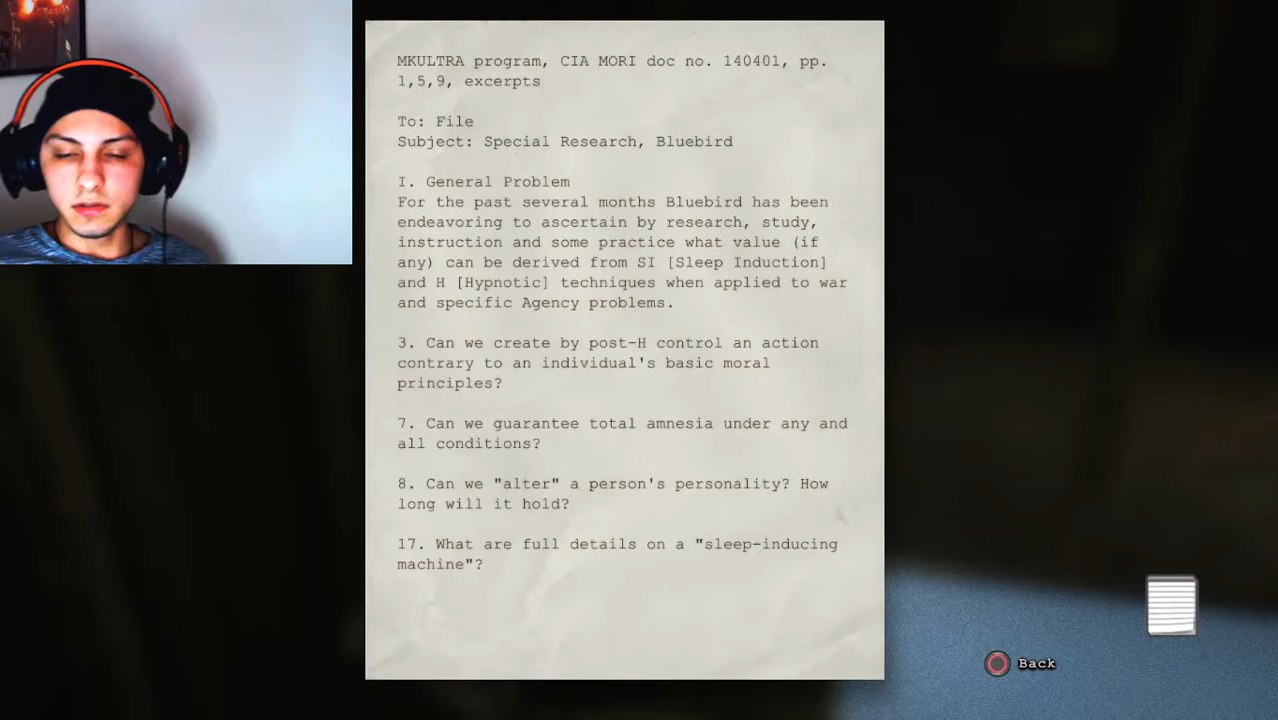 MKULTRA program, CIA MORI doc no. 140401, pp.
1,5,9, excerpts
To: File
Subject: Special Research, Bluebird
I. General Problem
For the past several months Bluebird has been
endeavoring to ascertain by research, study,
instruction and some practice what value (if
any) can be derived from SI [Sleep Induction]
and H [Hypnotic] techniques when applied to war
and specific Agency problems.
3. Can we create by post-H control an action
contrary to an individual's basic moral
principles?
7. Can we guarantee total amnesia under any and
all conditions?
8. Can we "alter" a person's personality? How
long will it hold?
17. What are full details on a "sleep-inducing
machine"?
Back